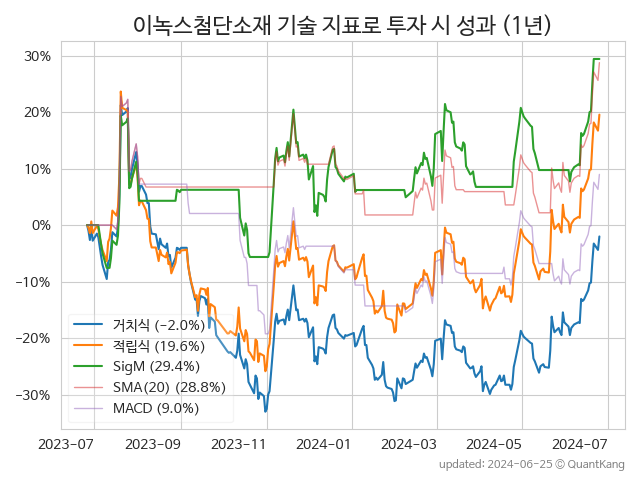 이녹스첨단소재 기술 지표로 투자 시 성과 (1년)
30%
20%
10%
0%
−10%
−20%
−30%
거치식 (−2.0%)
적립식 (19.6%)
SigM (29.4%)
SMA(20) (28.8%)
MACD (9.0%)
2023-07 2023-09 2023-11 2024-01 2024-03 2024-05 2024-07
updated: 2024-06-25 ⓒ QuantKang